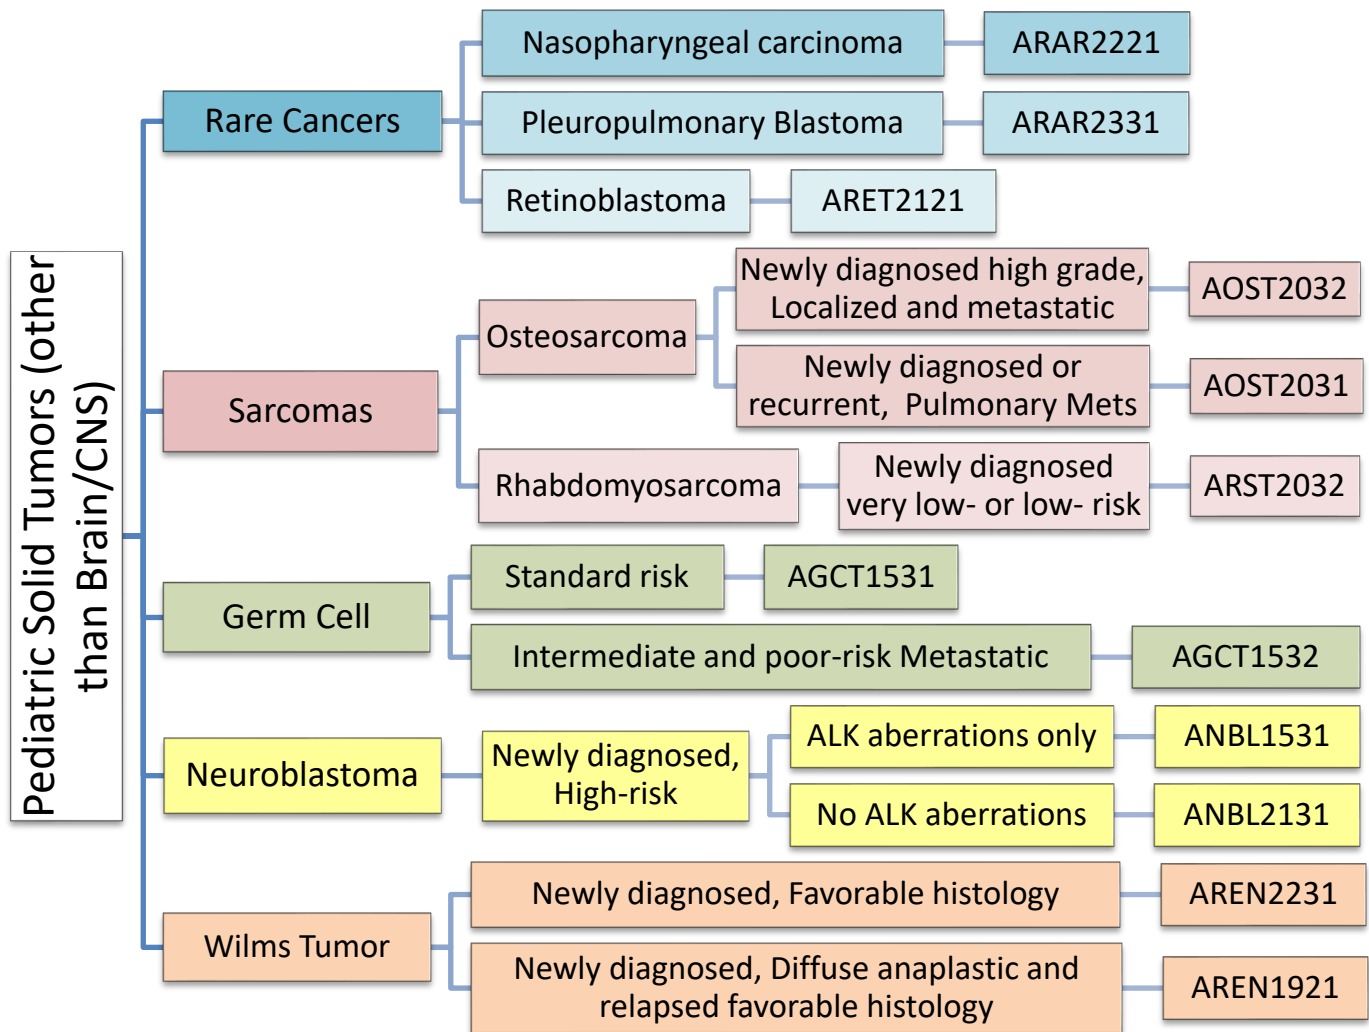 Pediatric Solid Tumors (other
than Brain/CNS)
Rare Cancers
Nasopharyngeal carcinoma
ARAR2221
Pleuropulmonary Blastoma
ARAR2331
Retinoblastoma
ARET2121
Sarcomas
Osteosarcoma
Newly diagnosed high grade,
Localized and metastatic
AOST2032
Newly diagnosed or
recurrent, Pulmonary Mets
AOST2031
Rhabdomyosarcoma
Newly diagnosed
very low- or low- risk
ARST2032
Germ Cell
Standard risk
AGCT1531
Intermediate and poor-risk Metastatic
AGCT1532
Neuroblastoma
Newly diagnosed,
High-risk
ALK aberrations only
ANBL1531
No ALK aberrations
ANBL2131
Wilms Tumor
Newly diagnosed, Favorable histology
AREN2231
Newly diagnosed, Diffuse anaplastic and
relapsed favorable histology
AREN1921